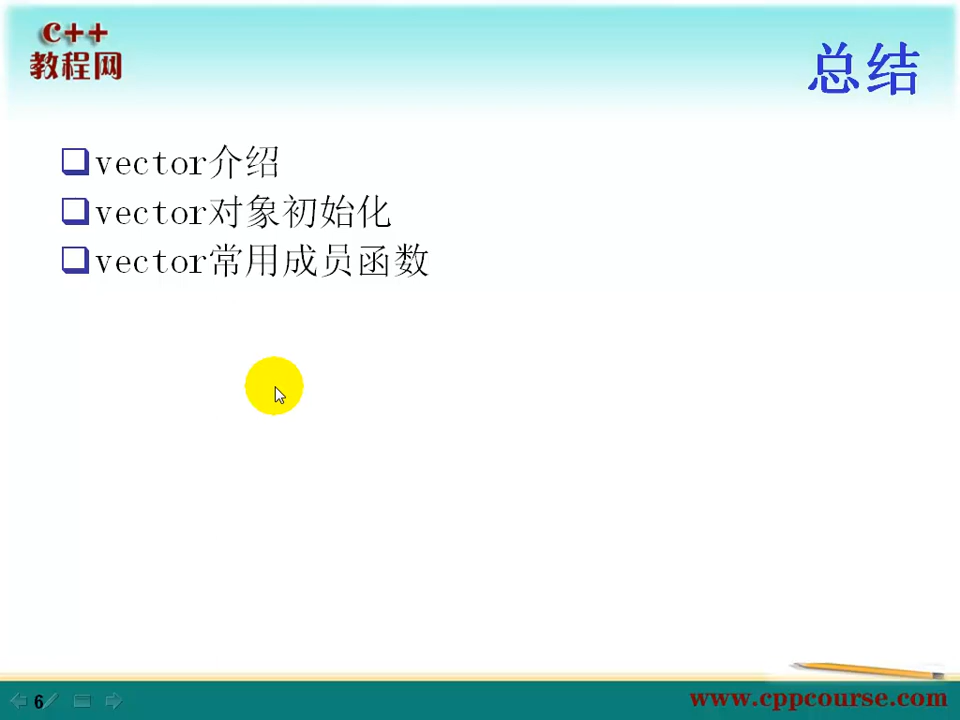 C++
教程网
总结
vector介绍
vector对象初始化
vector常用成员函数
6
www.cppcourse.com